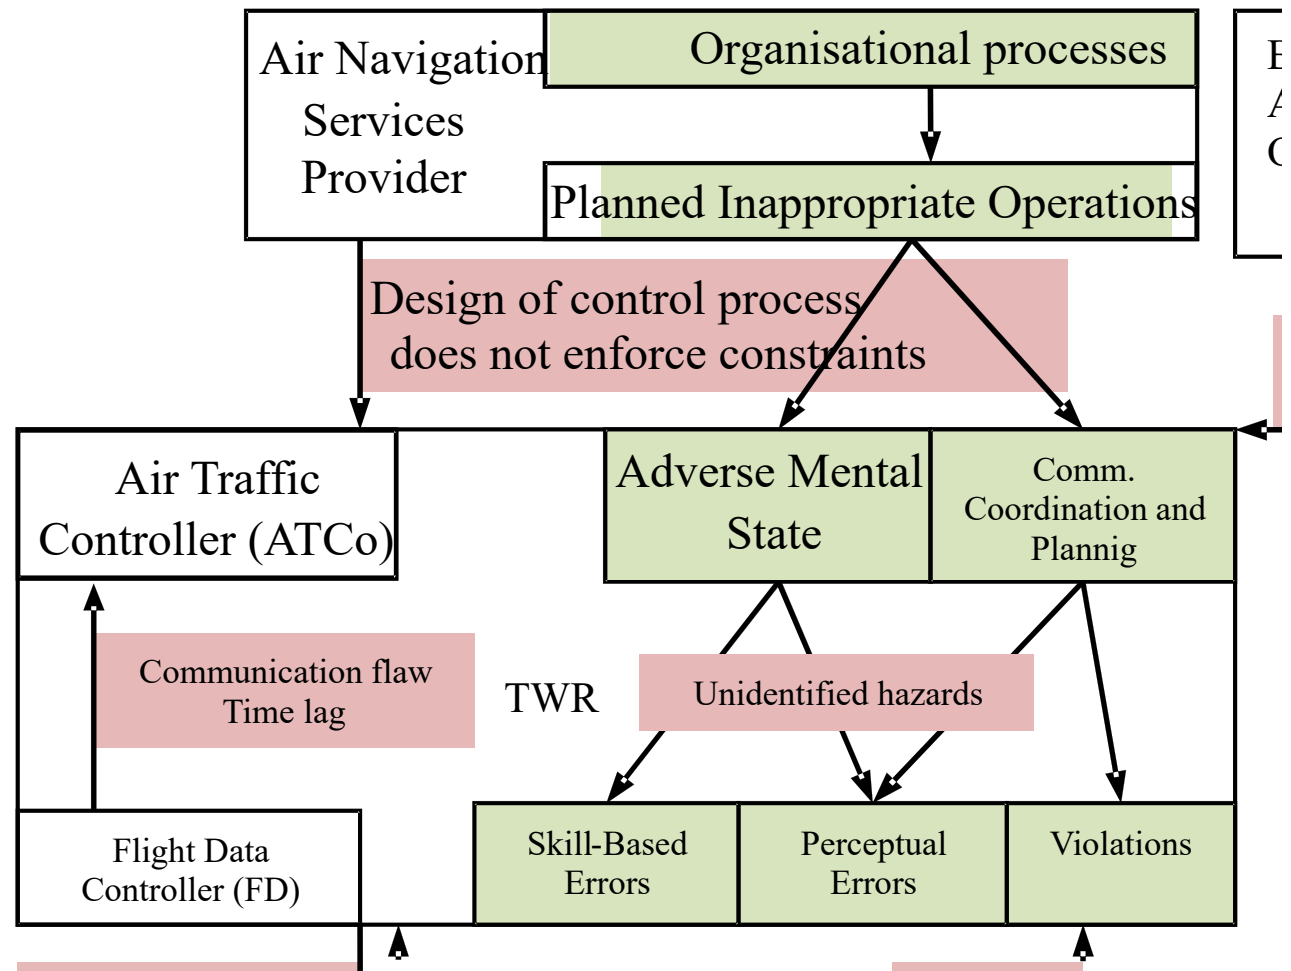 Air Navigation
Services
Provider
Organisational processes
Planned Inappropriate Operations
Design of control process
does not enforce constraints
Air Traffic
Controller (ATCo)
Adverse Mental
State
Comm.
Coordination and
Plannig
Communication flaw
Time lag
TWR
Unidentified hazards
Flight Data
Controller (FD)
Skill-Based
Errors
Perceptual
Errors
Violations